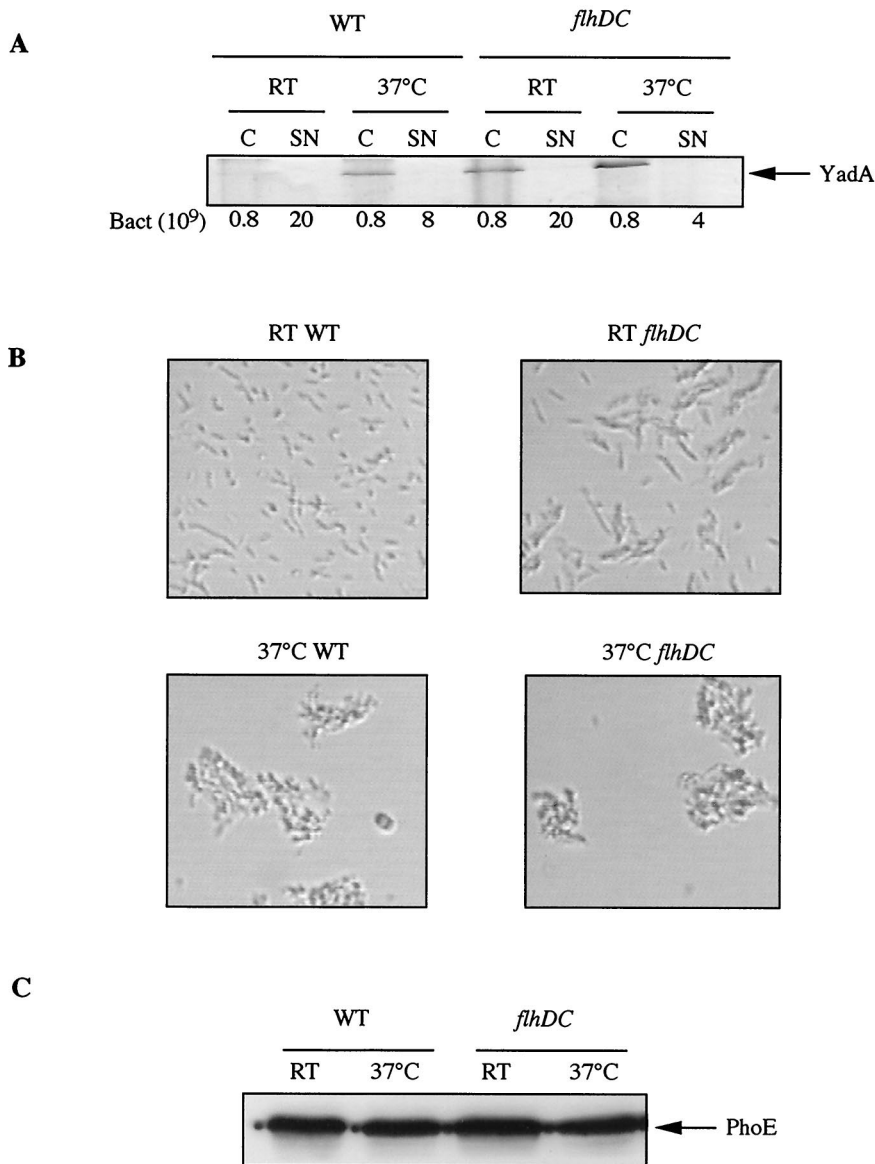 A
WT flhDC
RT 37°C RT 37°C
C SN C SN C SN C SN
YadA
Bact (10⁹) 0.8 20 0.8 8 0.8 20 0.8 4
B
RT WT RT flhDC
37°C WT 37°C flhDC
C
WT flhDC
RT 37°C RT 37°C
PhoE